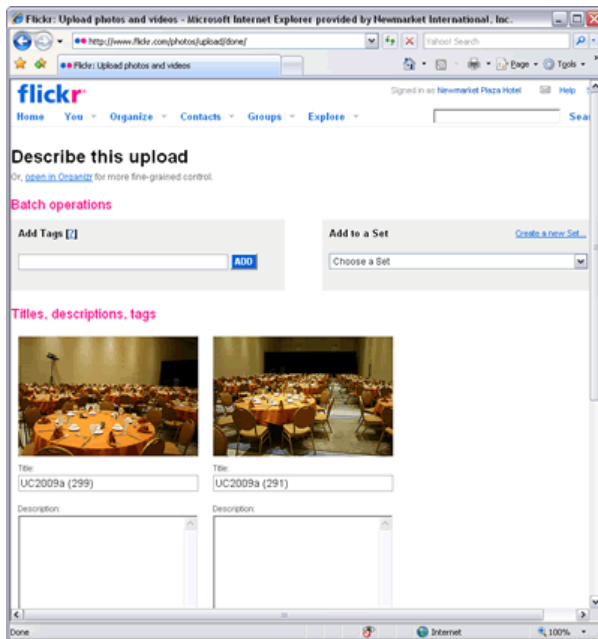 Flickr: Upload photos and videos - Microsoft Internet Explorer provided by Newmarket International, Inc.
http://www.flickr.com/photos/upload/done/
Yahoo! Search
Flickr: Upload photos and videos
Page
Tools
flickr
Signed in as Newmarket Plaza Hotel
Help
Home You Organize Contacts Groups Explore
Sear
Describe this upload
Or, open in Organizr for more fine-grained control.
Batch operations
Add Tags [?]
ADD
Add to a Set
Create a new Set...
Choose a Set
Titles, descriptions, tags
Title:
UC2009a (299)
Description:
Title:
UC2009a (291)
Description:
Done
Internet
100%